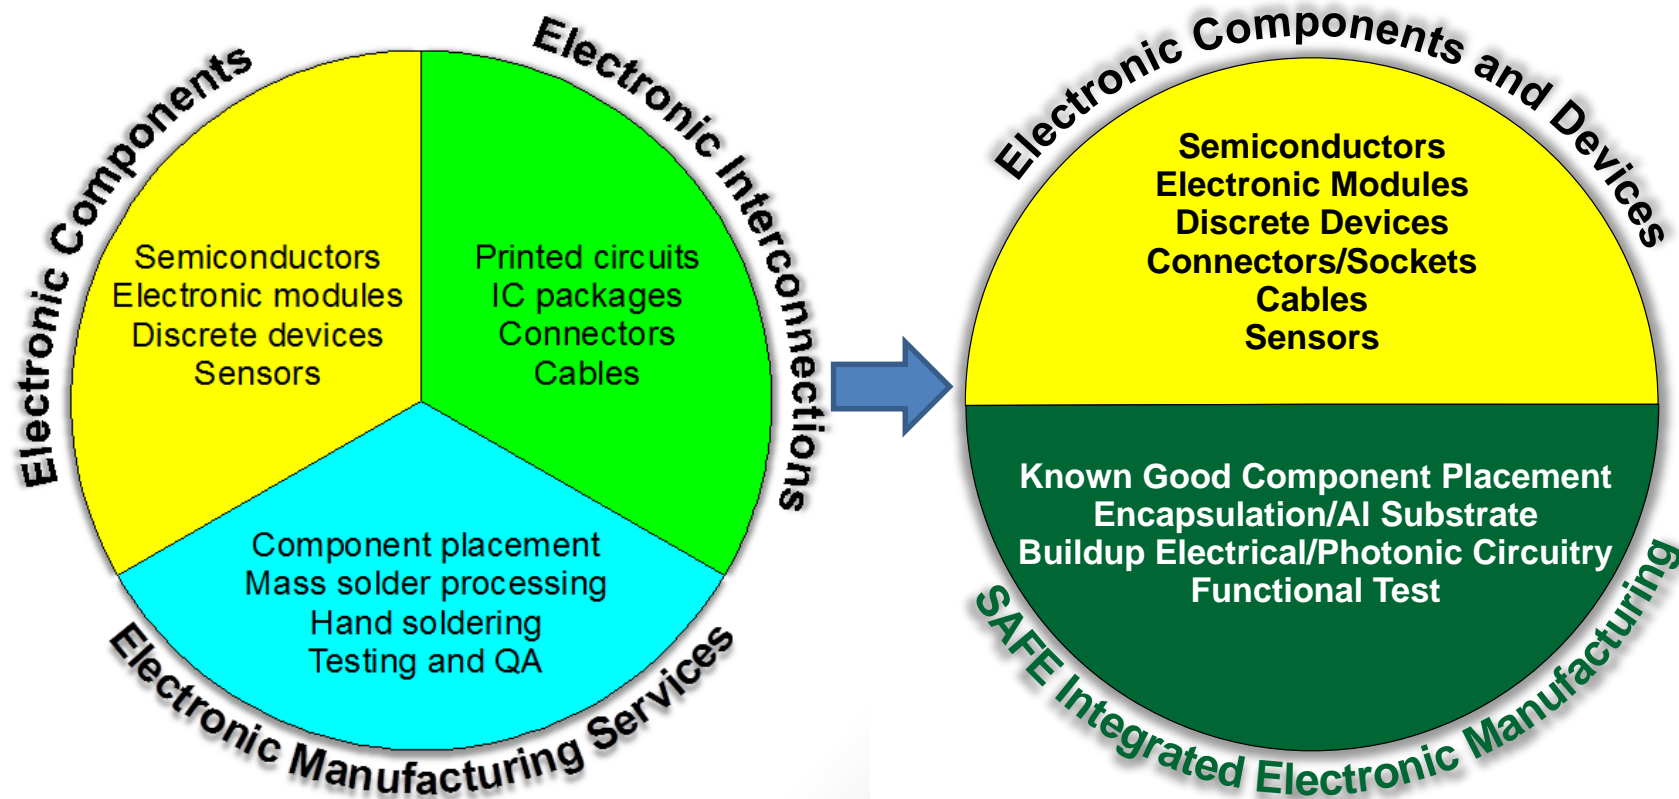 Electronic Components
Semiconductors
Electronic modules
Discrete devices
Sensors
Electronic Interconnections
Printed circuits
IC packages
Connectors
Cables
Component placement
Mass solder processing
Hand soldering
Testing and QA
Electronic Manufacturing Services
Electronic Components and Devices
Semiconductors
Electronic Modules
Discrete Devices
Connectors/Sockets
Cables
Sensors
Known Good Component Placement
Encapsulation/Al Substrate
Buildup Electrical/Photonic Circuitry
Functional Test
SAFE Integrated Electronic Manufacturing